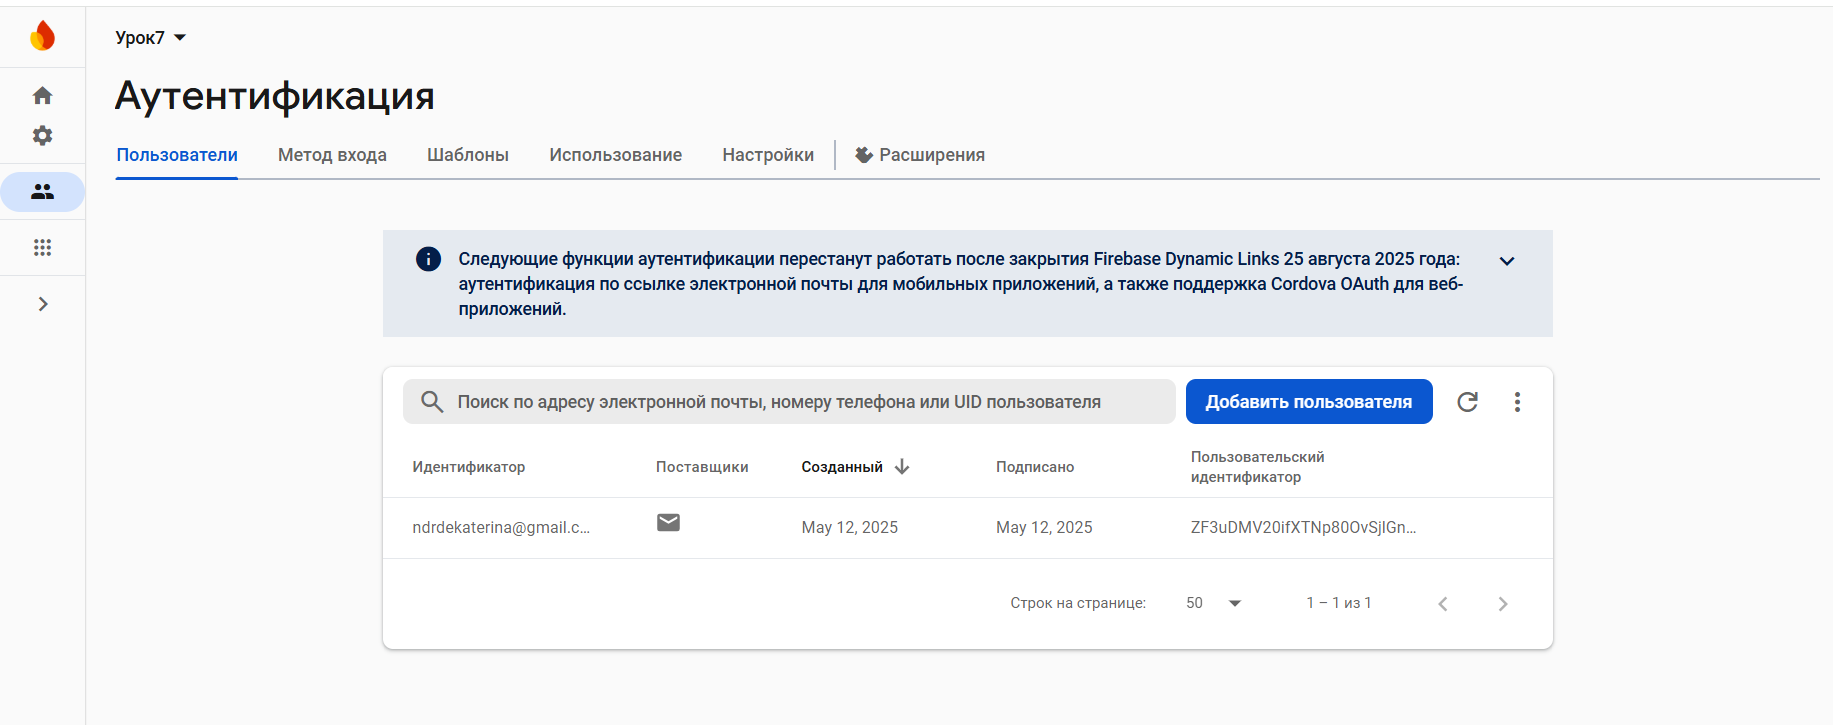 Урок7
Аутентификация
Пользователи Метод входа Шаблоны Использование Настройки Расширения
Следующие функции аутентификации перестанут работать после закрытия Firebase Dynamic Links 25 августа 2025 года:
аутентификация по ссылке электронной почты для мобильных приложений, а также поддержка Cordova OAuth для веб-
приложений.
Поиск по адресу электронной почты, номеру телефона или UID пользователя Добавить пользователя
Идентификатор Поставщики Созданный Подписано Пользовательский
идентификатор
ndrdekaterina@gmail.c... May 12, 2025 May 12, 2025 ZF3uDMV20ifXTNp80OvSjlGn...
Строк на странице: 50 1 – 1 из 1